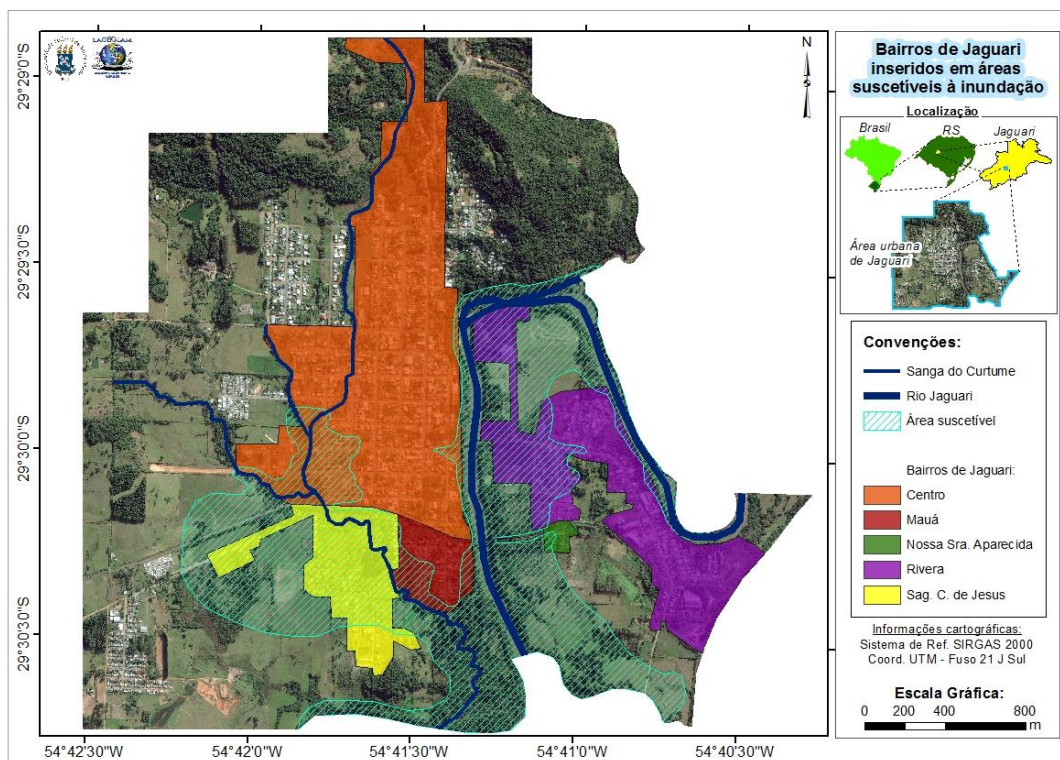 LAGEOLAM
N
29°29'0"S
29°29'30"S
29°30'0"S
29°30'30"S
54°42'30"W
54°42'0"W
54°41'30"W
54°41'0"W
54°40'30"W
Bairros de Jaguari
inseridos em áreas
suscetíveis à inundação
Localização
Brasil
RS
Jaguari
Área urbana
de Jaguari
Convenções:
Sanga do Curtume
Rio Jaguari
Área suscetível
Bairros de Jaguari:
Centro
Mauá
Nossa Sra. Aparecida
Rivera
Sag. C. de Jesus
Informações cartográficas:
Sistema de Ref. SIRGAS 2000
Coord. UTM - Fuso 21 J Sul
Escala Gráfica:
0 200 400 600 800
m